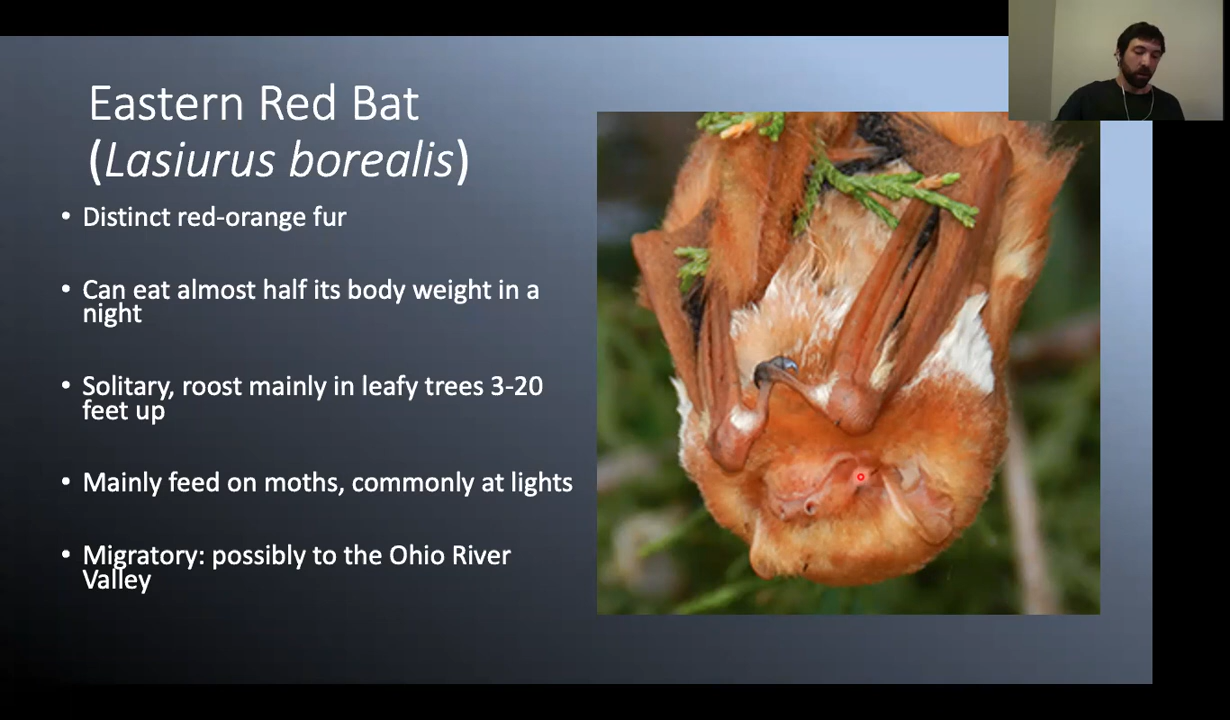 Eastern Red Bat
(Lasiurus borealis)
• Distinct red-orange fur
• Can eat almost half its body weight in a
night
• Solitary, roost mainly in leafy trees 3-20
feet up
• Mainly feed on moths, commonly at lights
• Migratory: possibly to the Ohio River
Valley